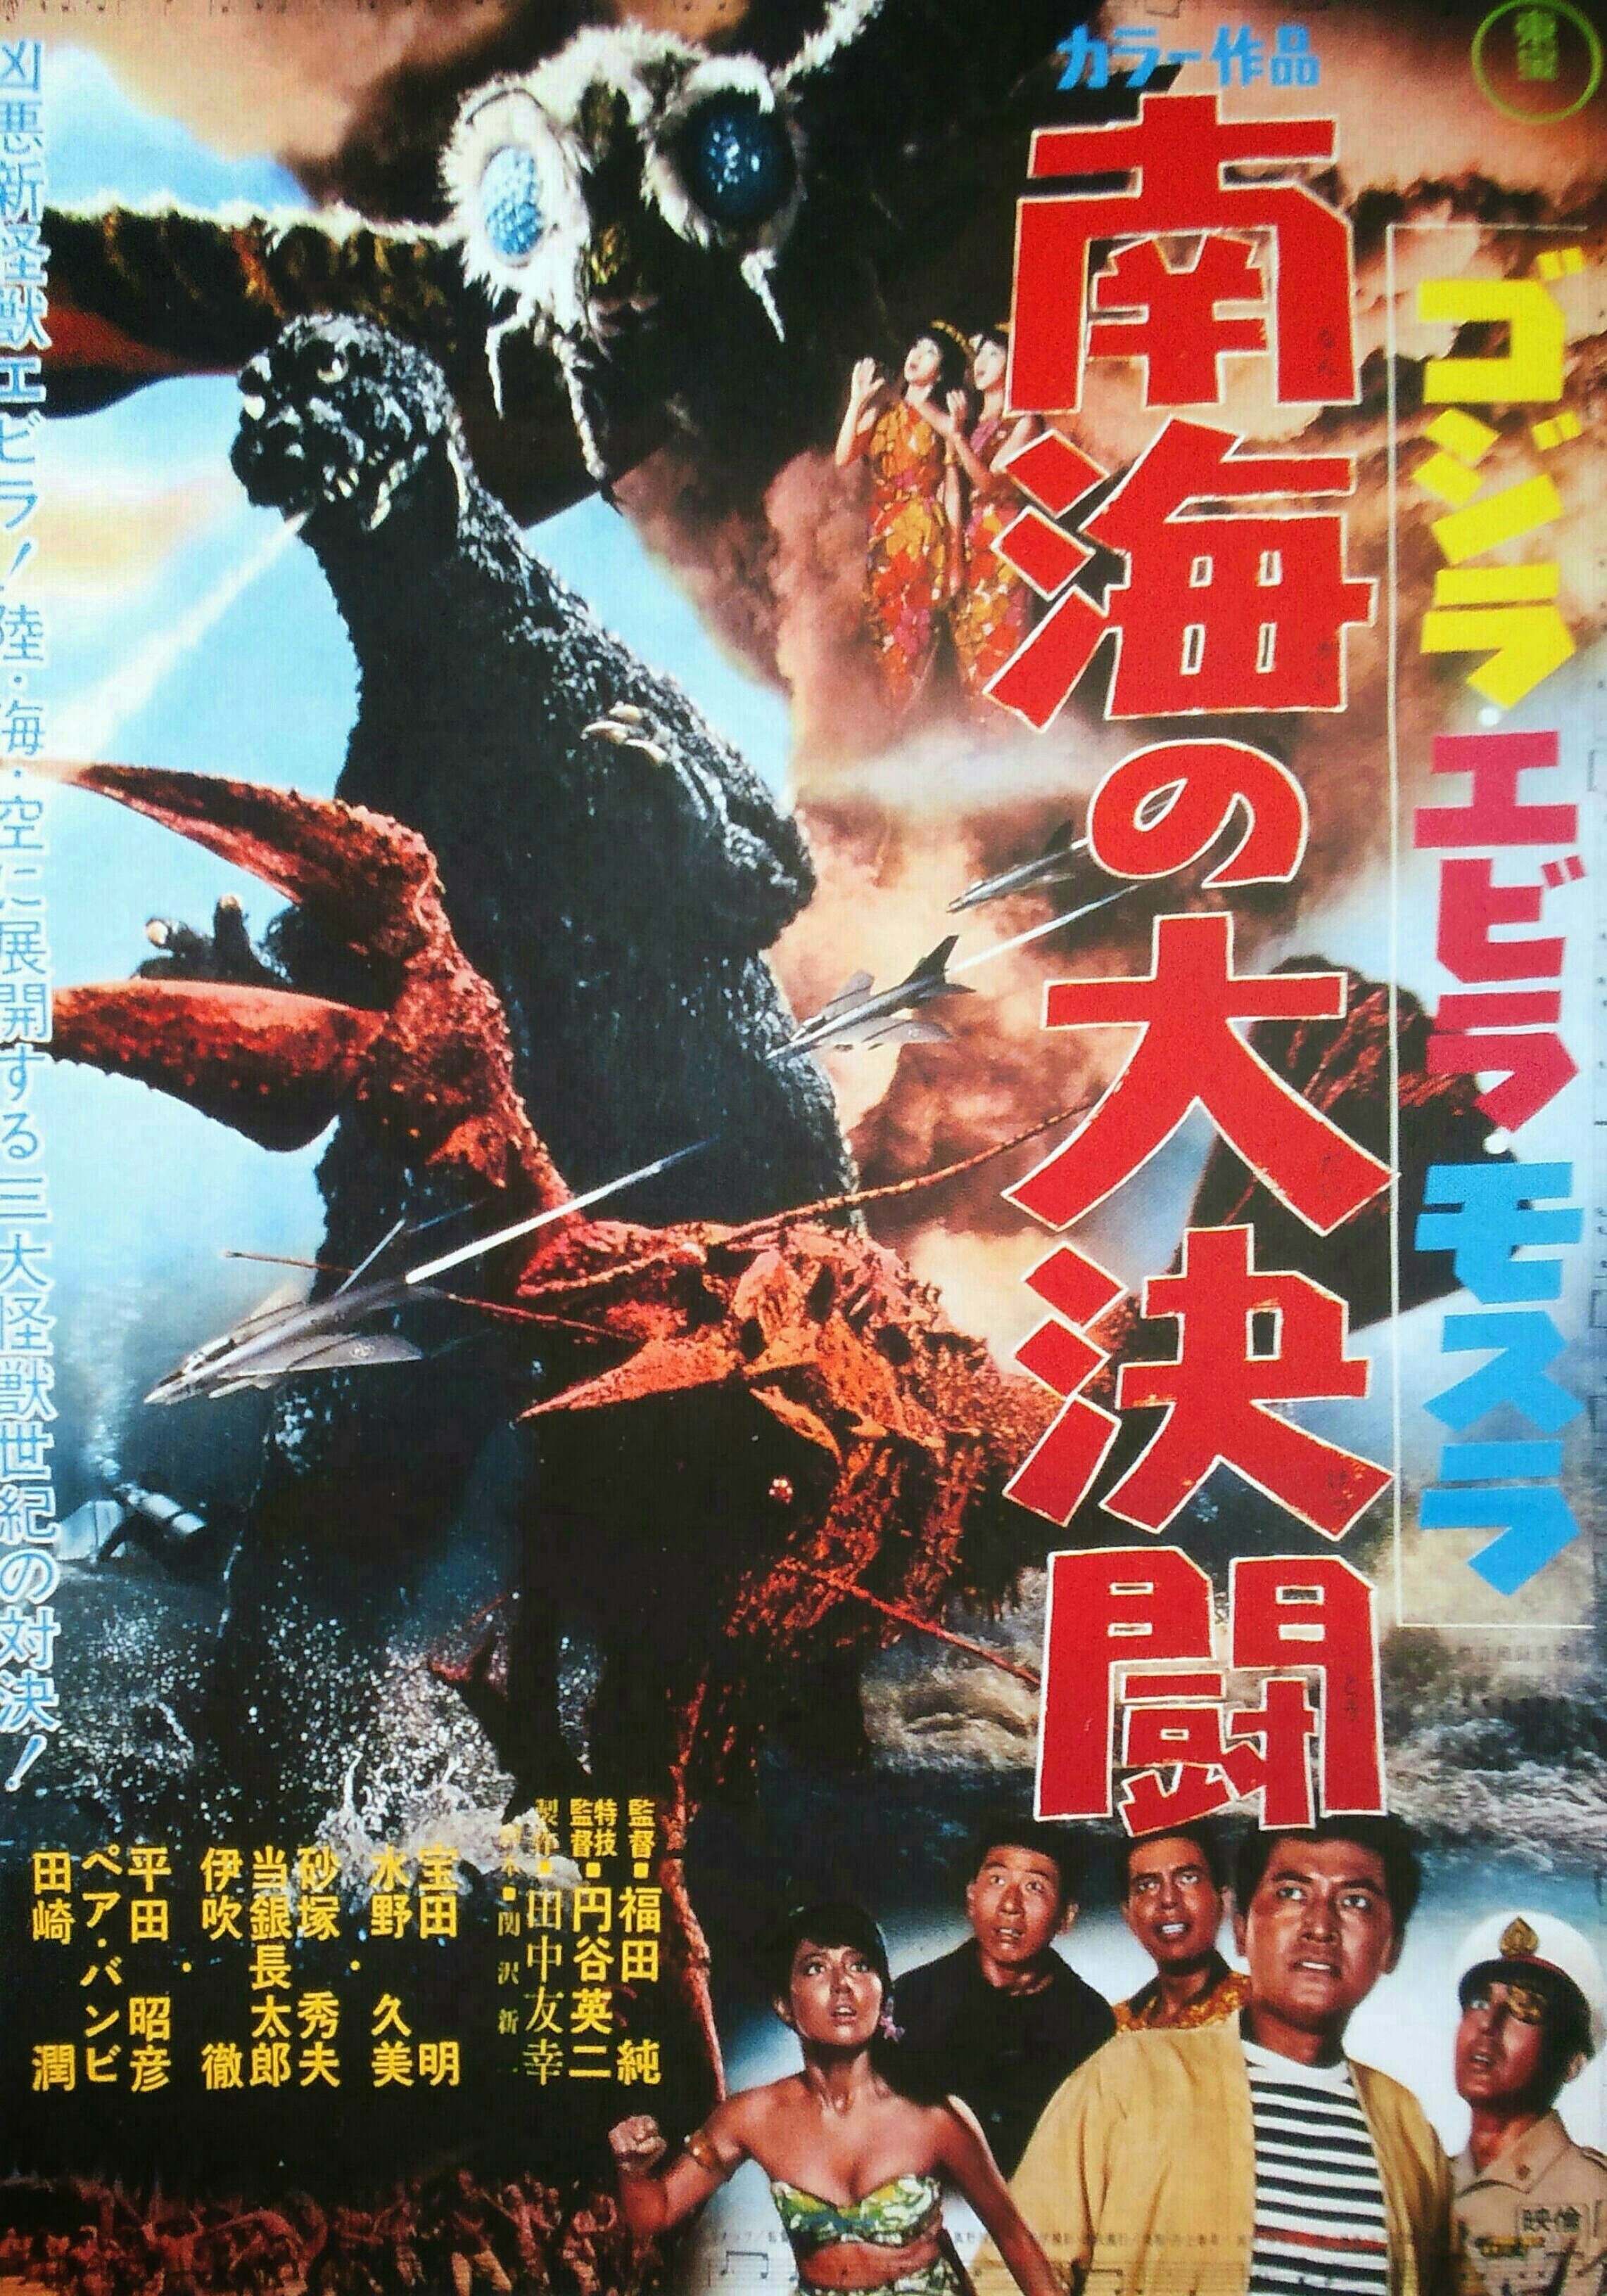 東宝
カラー作品
ゴジラ・エビラ・モスラ
南海の大決闘
凶悪新怪獣エビラ!陸・海・空に展開する三大怪獣世紀の対決!
監督■福田 純
特技監督■円谷英二
製作■田中友幸
脚本■関沢新一
宝田 明
水野久美
砂塚秀夫
当銀長太郎
伊吹 徹
平田昭彦
ペア・バンビ
田崎 潤
映倫